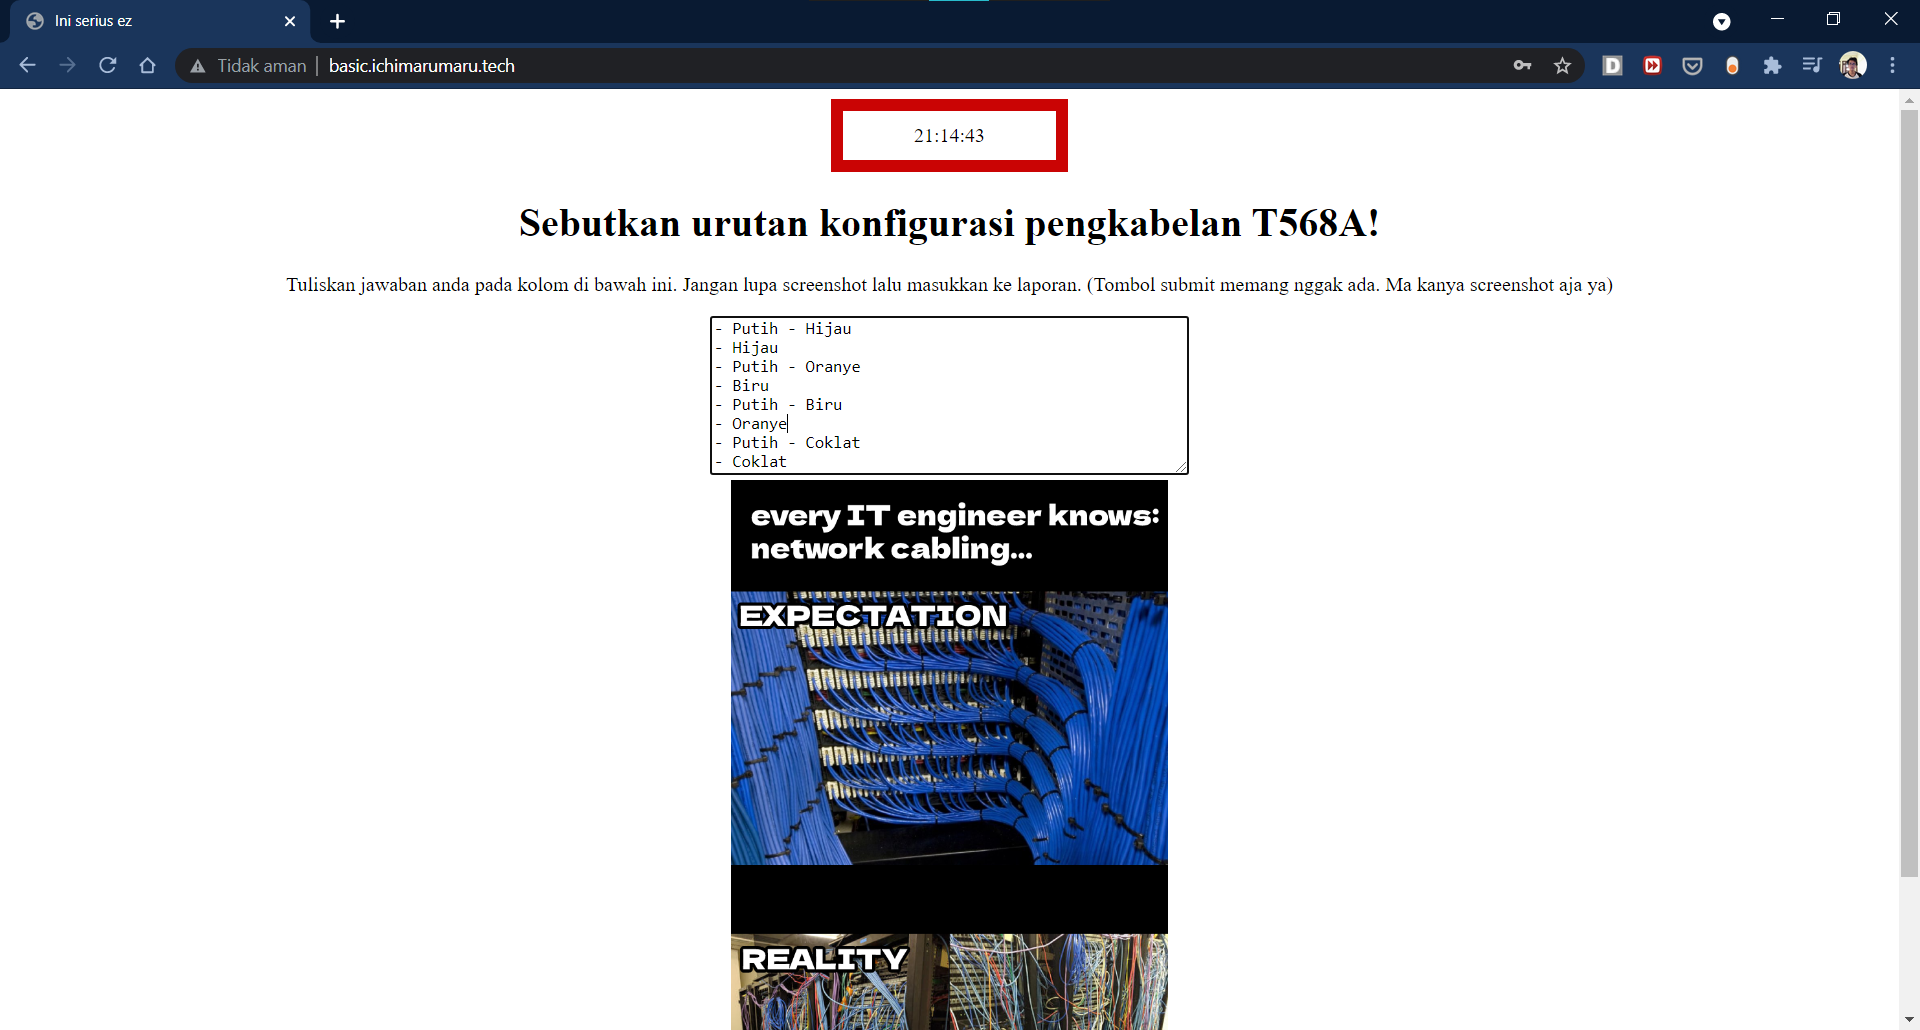 Ini serius ez
Tidak aman
basic.ichimarumaru.tech
21:14:43
Sebutkan urutan konfigurasi pengkabelan T568A!
Tuliskan jawaban anda pada kolom di bawah ini. Jangan lupa screenshot lalu masukkan ke laporan. (Tombol submit memang nggak ada. Ma kanya screenshot aja ya)
- Putih - Hijau
- Hijau
- Putih - Oranye
- Biru
- Putih - Biru
- Oranye
- Putih - Coklat
- Coklat
every IT engineer knows:
network cabling...
EXPECTATION
REALITY